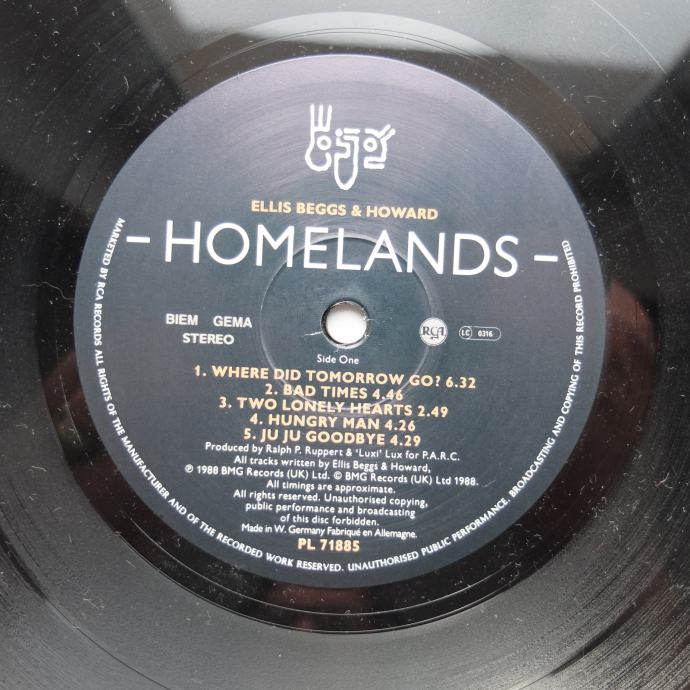 ELLIS BEGGS & HOWARD
- HOMELANDS -
BIEM GEMA
STEREO
RCA
LC 0316
Side One
1. WHERE DID TOMORROW GO? 6.32
2. BAD TIMES 4.46
3. TWO LONELY HEARTS 2.49
4. HUNGRY MAN 4.26
5. JU JU GOODBYE 4.29
Produced by Ralph P. Ruppert & 'Luxi' Lux for P.A.R.C.
All tracks written by Ellis Beggs & Howard,
℗ 1988 BMG Records (UK) Ltd. © BMG Records (UK) Ltd 1988.
All timings are approximate.
All rights reserved. Unauthorised copying,
public performance and broadcasting
of this disc forbidden.
Made in W. Germany Fabriqué en Allemagne.
PL 71885
MARKETED BY RCA RECORDS ALL RIGHTS OF THE MANUFACTURER AND OF THE RECORDED WORK RESERVED. UNAUTHORISED PUBLIC PERFORMANCE, BROADCASTING AND COPYING OF THIS RECORD PROHIBITED